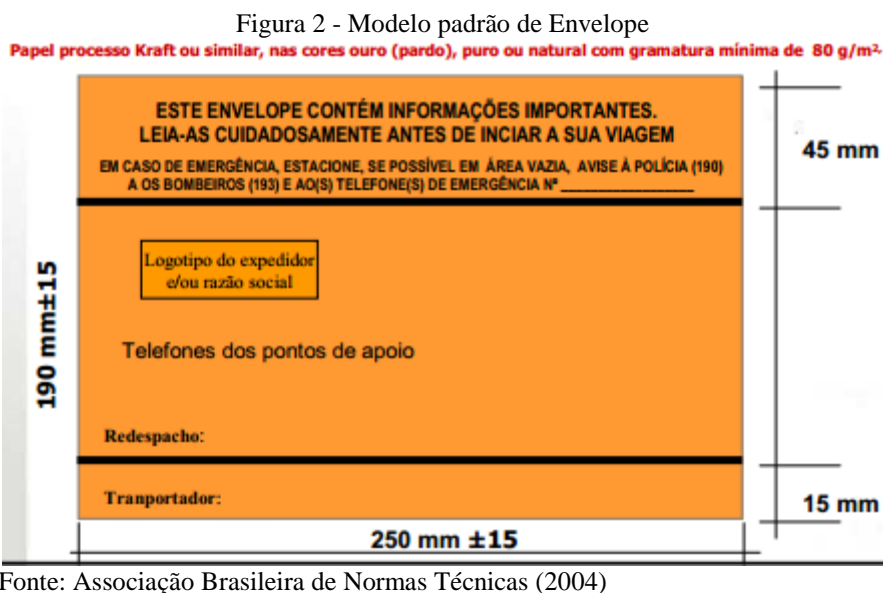 Figura 2 - Modelo padrão de Envelope
Papel processo Kraft ou similar, nas cores ouro (pardo), puro ou natural com gramatura mínima de 80 g/m².
ESTE ENVELOPE CONTÉM INFORMAÇÕES IMPORTANTES.
LEIA-AS CUIDADOSAMENTE ANTES DE INCIAR A SUA VIAGEM
EM CASO DE EMERGÊNCIA, ESTACIONE, SE POSSÍVEL EM ÁREA VAZIA, AVISE À POLÍCIA (190)
A OS BOMBEIROS (193) E AO(S) TELEFONE(S) DE EMERGÊNCIA Nº ____________________
45 mm
Logotipo do expedidor
e/ou razão social
190 mm±15
Telefones dos pontos de apoio
Redespacho:
Tranportador:
15 mm
250 mm ±15
Fonte: Associação Brasileira de Normas Técnicas (2004)